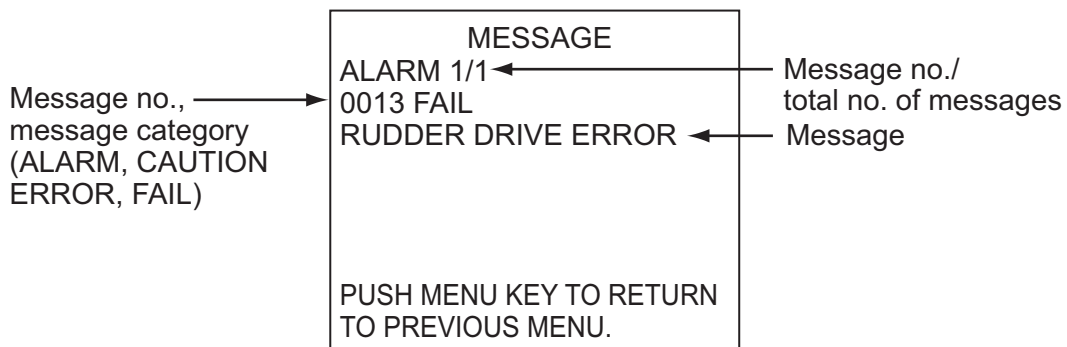 MESSAGE
ALARM 1/1
0013 FAIL
RUDDER DRIVE ERROR
PUSH MENU KEY TO RETURN
TO PREVIOUS MENU.
Message no.,
message category
(ALARM, CAUTION
ERROR, FAIL)
Message no./
total no. of messages
Message